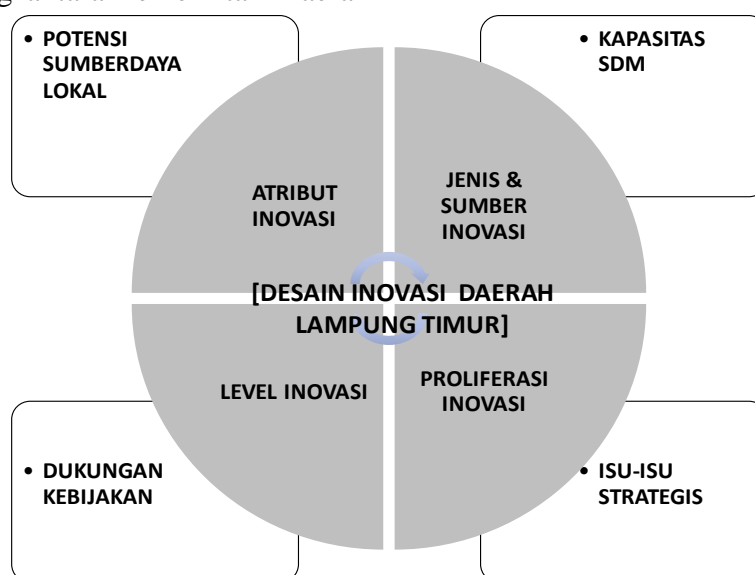 • POTENSI
SUMBERDAYA
LOKAL
• KAPASITAS
SDM
ATRIBUT
INOVASI
JENIS &
SUMBER
INOVASI
[DESAIN INOVASI DAERAH
LAMPUNG TIMUR]
LEVEL INOVASI
PROLIFERASI
INOVASI
• DUKUNGAN
KEBIJAKAN
• ISU-ISU
STRATEGIS